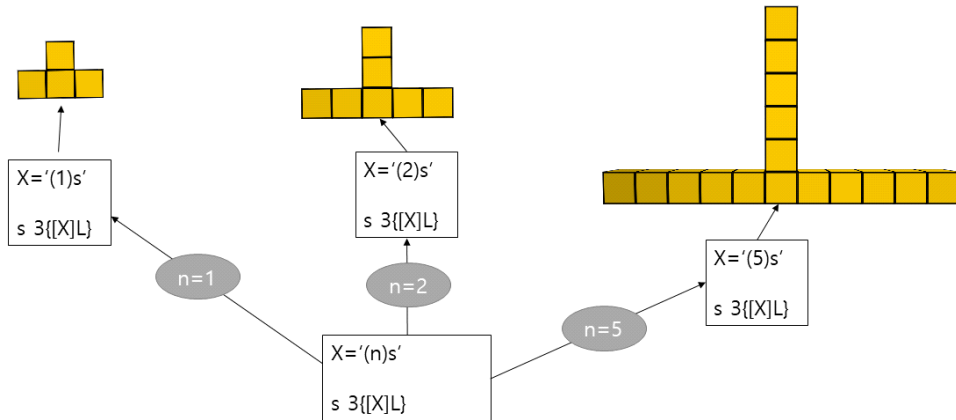 X=‘(1)s’
s 3{[X]L}
X=‘(2)s’
s 3{[X]L}
X=‘(5)s’
s 3{[X]L}
n=1
n=2
n=5
X=‘(n)s’
s 3{[X]L}